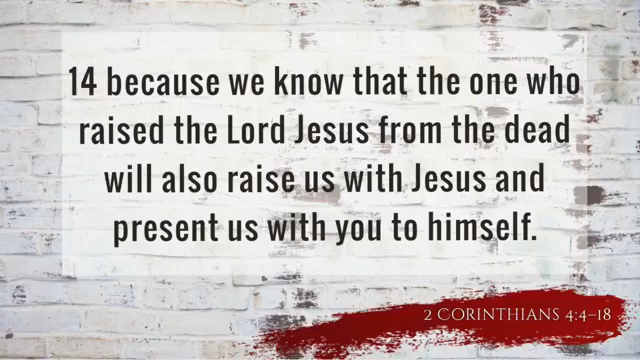 14 because we know that the one who
raised the Lord Jesus from the dead
will also raise us with Jesus and
present us with you to himself.
2 CORINTHIANS 4:4–18